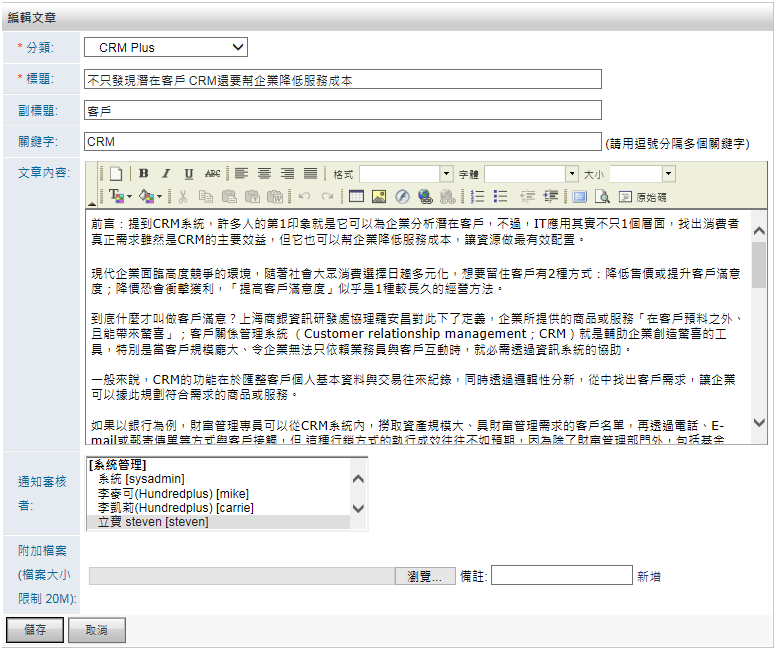 編輯文章
* 分類: CRM Plus
* 標題: 不只發現潛在客戶 CRM還要幫企業降低服務成本
副標題: 客戶
關鍵字: CRM (請用逗號分隔多個關鍵字)
文章內容:
B I U ABC 格式 字體 大小
原始碼
前言：提到CRM系統，許多人的第1印象就是它可以為企業分析潛在客戶，不過，IT應用其實不只1個層面，找出消費者
真正需求雖然是CRM的主要效益，但它也可以幫企業降低服務成本，讓資源做最有效配置。
現代企業面臨高度競爭的環境，隨著社會大眾消費選擇日趨多元化，想要留住客戶有2種方式：降低售價或提升客戶滿意
度；降價恐會衝擊獲利，「提高客戶滿意度」似乎是1種較長久的經營方法。
到底什麼才叫做客戶滿意？上海商銀資訊研發處協理羅安昌對此下了定義，企業所提供的商品或服務「在客戶預料之外、
且能帶來驚喜」；客戶關係管理系統 （Customer relationship management；CRM）就是輔助企業創造驚喜的工
具，特別是當客戶規模龐大、令企業無法只依賴業務員與客戶互動時，就必需透過資訊系統的協助。
一般來說，CRM的功能在於匯整客戶個人基本資料與交易往來紀錄，同時透過邏輯性分新，從中找出客戶需求，讓企業
可以據此規劃符合需求的商品或服務。
如果以銀行為例，財富管理專員可以從CRM系統內，撈取資產規模大、具財富管理需求的客戶名單，再透過電話、E-
mail或郵寄傳單等方式與客戶接觸，但 這種行銷方式的執行成效往往不如預期，因為除了財富管理部門外，包括基金
通知審核
者:
[系統管理]
系統 [sysadmin]
李麥可(Hundredplus) [mike]
李凱莉(Hundredplus) [carrie]
立寶 steven [steven]
附加檔案
(檔案大小
限制 20M):
瀏覽... 備註: 新增
儲存 取消